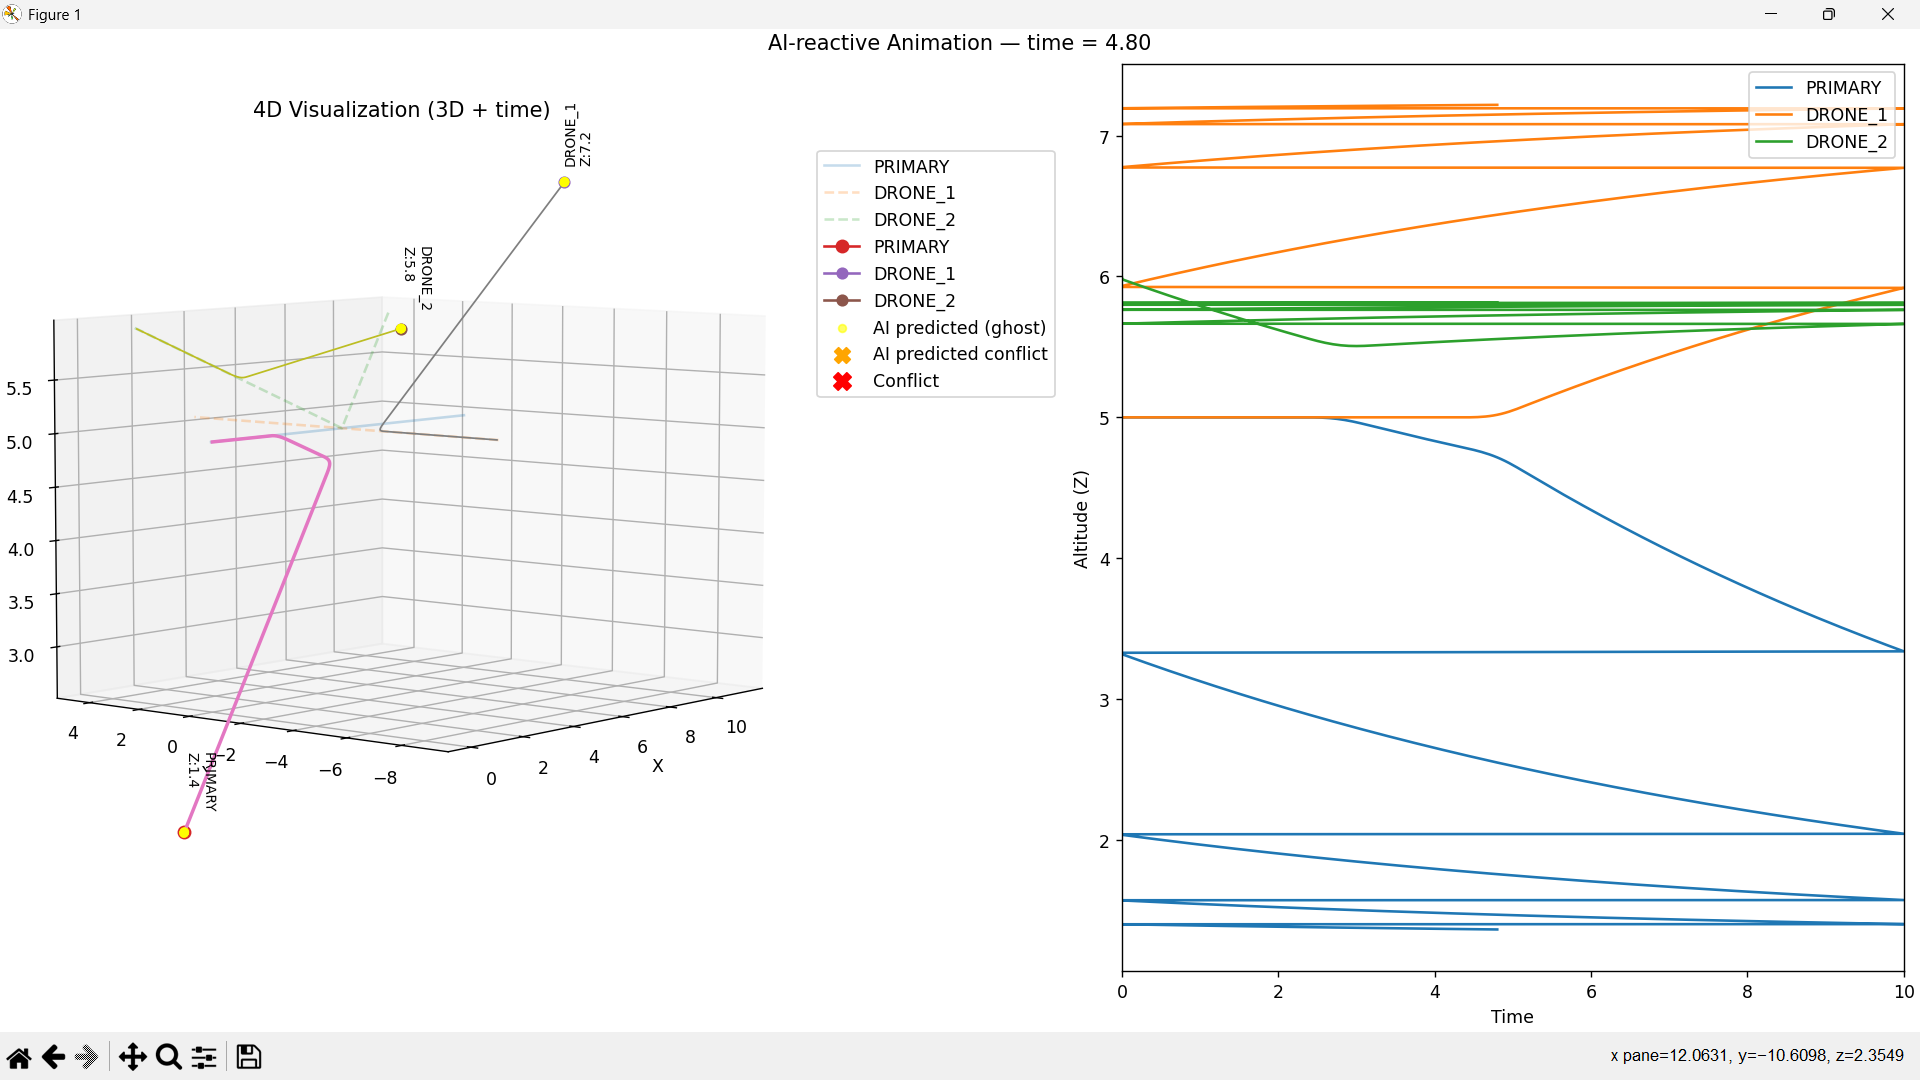 Figure 1
AI-reactive Animation — time = 4.80
4D Visualization (3D + time)
DRONE_1
Z:7.2
DRONE_2
Z:5.8
PRIMARY
Z:1.4
5.5
5.0
4.5
4.0
3.5
3.0
4
2
0
−2
−4
−6
−8
0
2
4
6
8
10
X
PRIMARY
DRONE_1
DRONE_2
PRIMARY
DRONE_1
DRONE_2
AI predicted (ghost)
AI predicted conflict
Conflict
PRIMARY
DRONE_1
DRONE_2
7
6
5
4
3
2
Altitude (Z)
0
2
4
6
8
10
Time
x pane=12.0631, y=−10.6098, z=2.3549